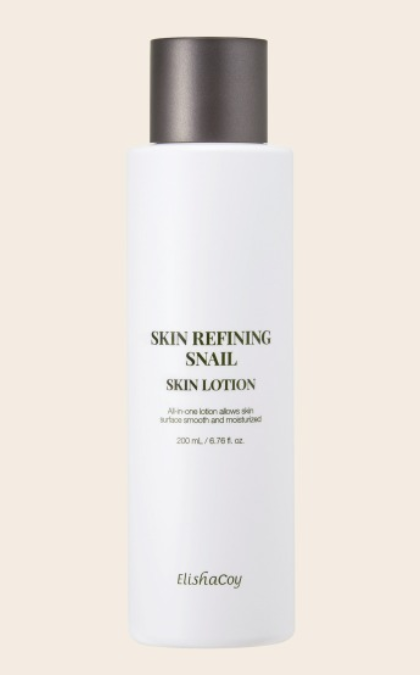 SKIN REFINING
SNAIL
SKIN LOTION
All-in-one lotion allows skin
surface smooth and moisturized
200 mL / 6.76 fl. oz.
ElishaCoy